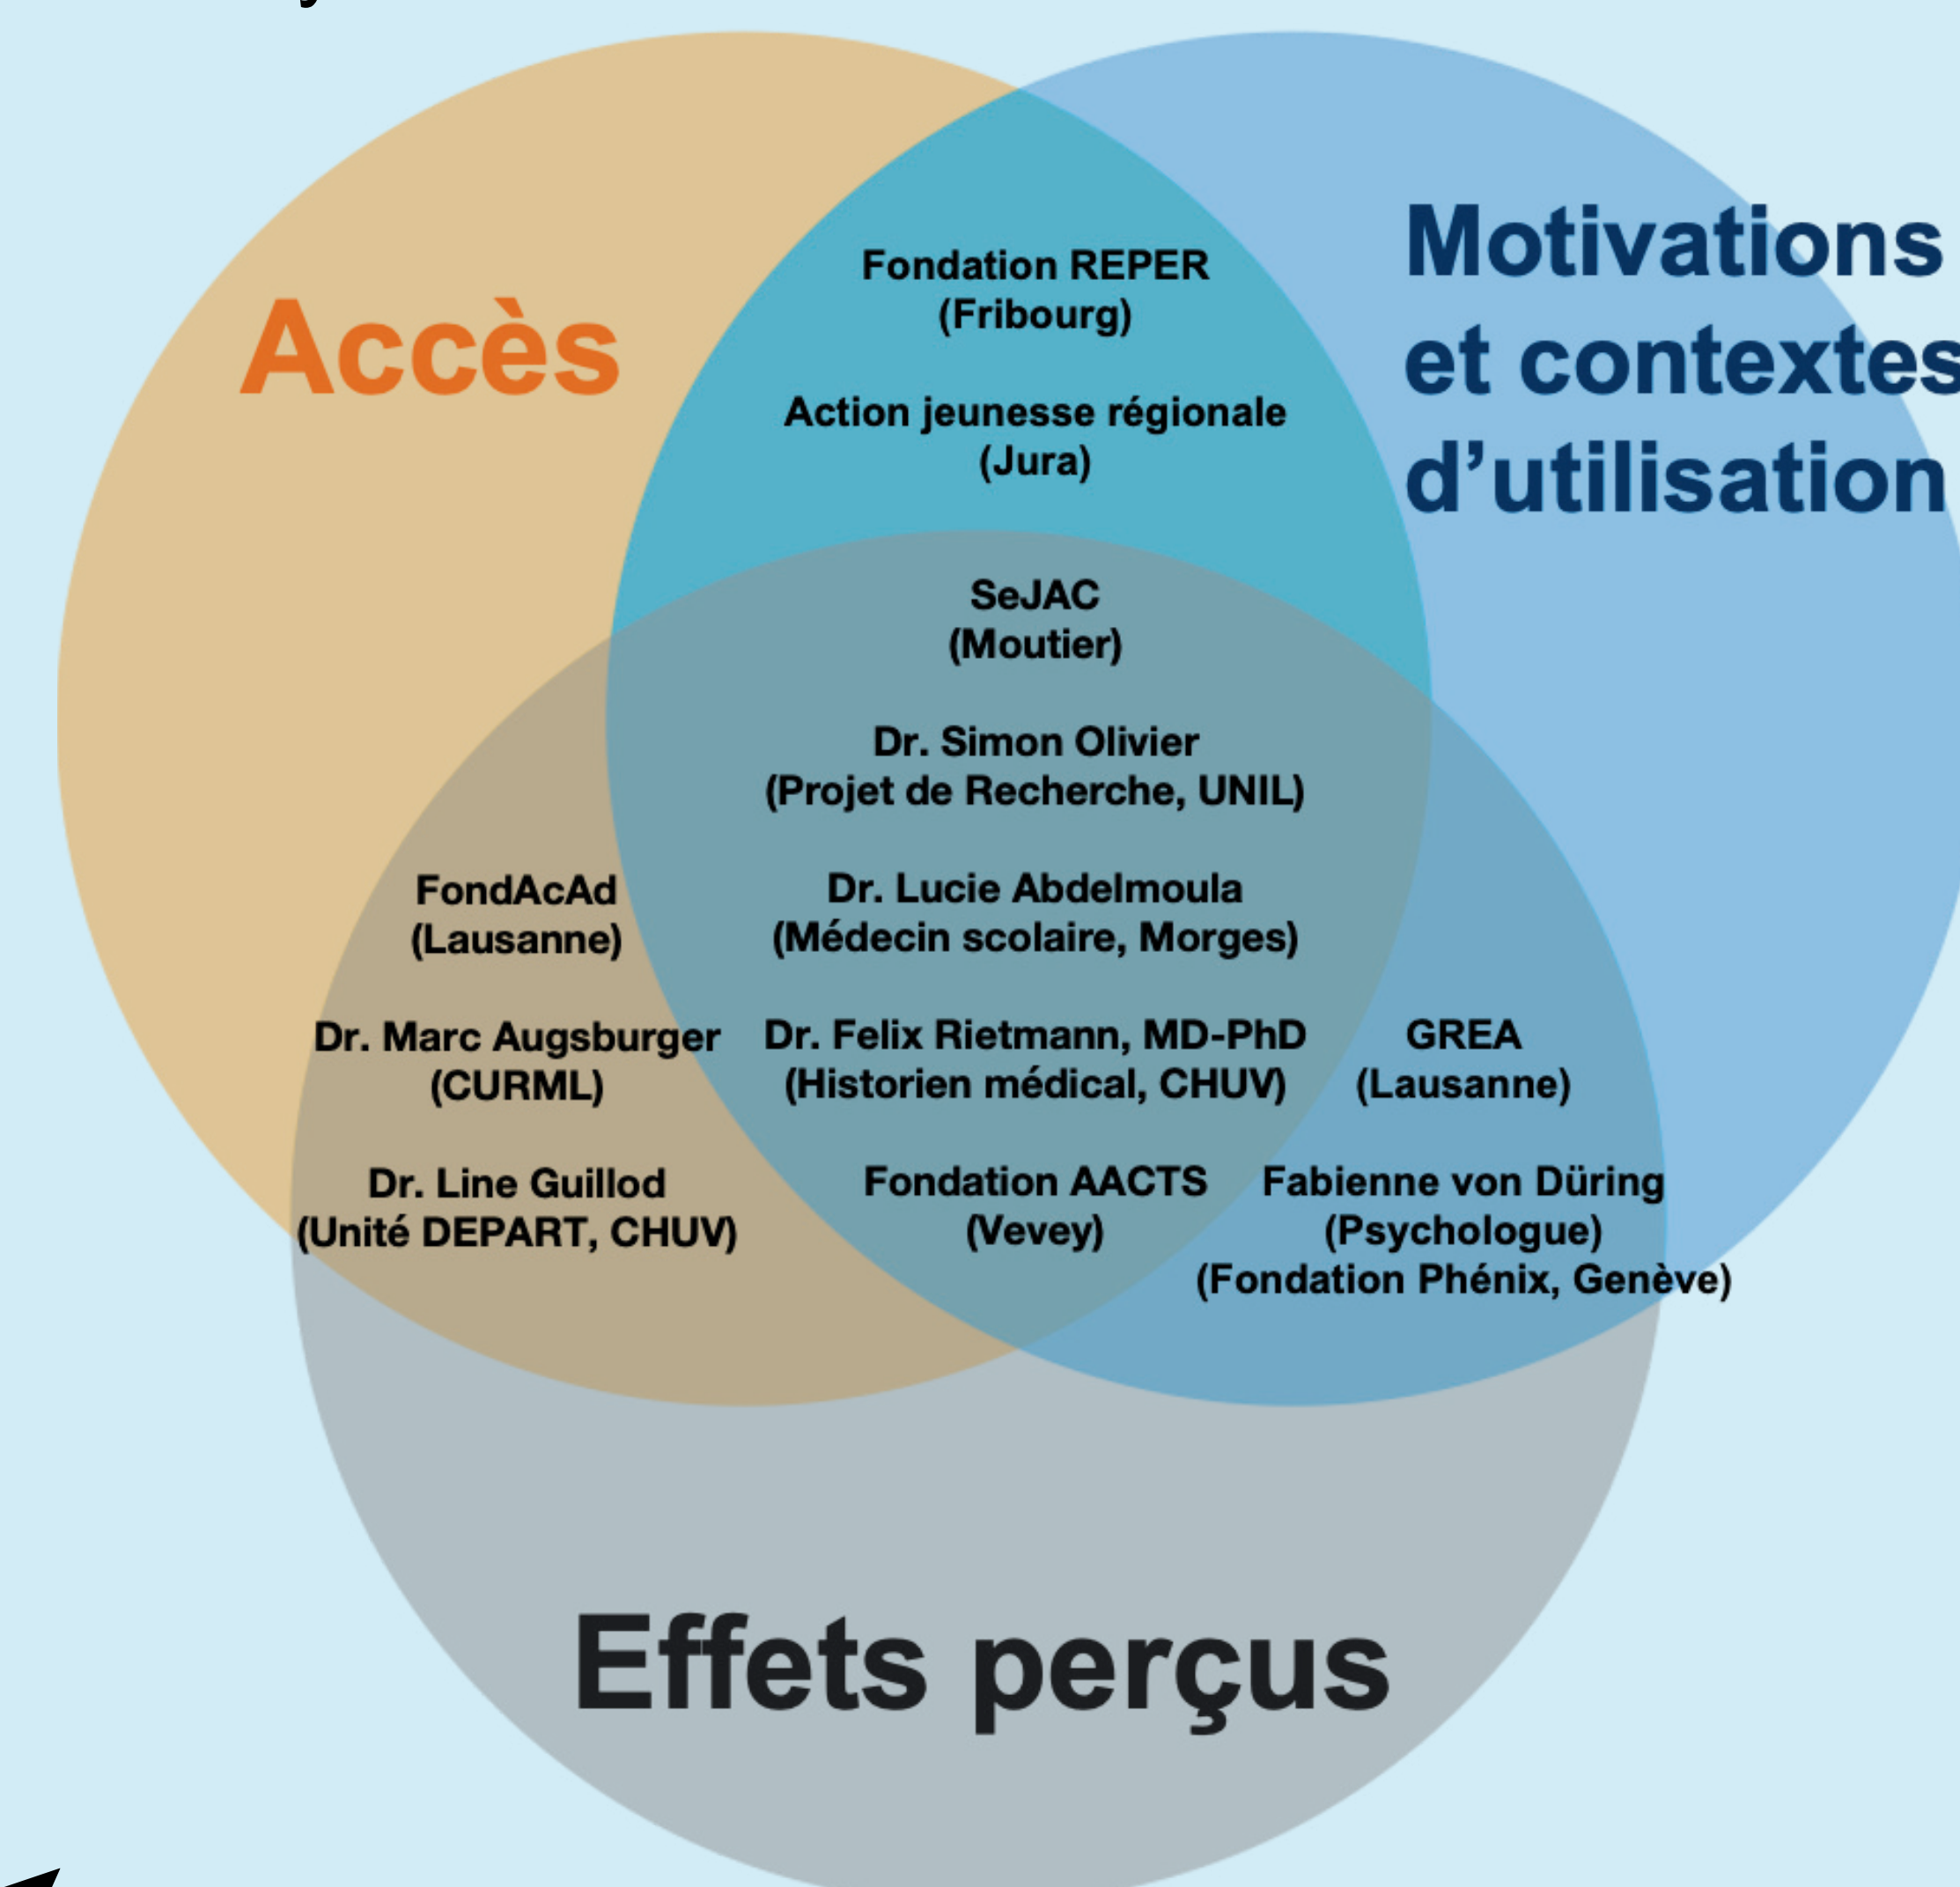 Accès
Motivations
et contextes
d’utilisation
Fondation REPER
(Fribourg)
Action jeunesse régionale
(Jura)
SeJAC
(Moutier)
Dr. Simon Olivier
(Projet de Recherche, UNIL)
Dr. Lucie Abdelmoula
(Médecin scolaire, Morges)
Dr. Felix Rietmann, MD-PhD
(Historien médical, CHUV)
Fondation AACTS
(Vevey)
FondAcAd
(Lausanne)
Dr. Marc Augsburger
(CURML)
Dr. Line Guillod
(Unité DEPART, CHUV)
GREA
(Lausanne)
Fabienne von Düring
(Psychologue)
(Fondation Phénix, Genève)
Effets perçus